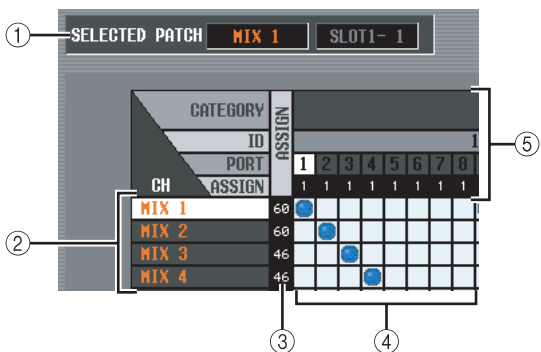 ① SELECTED PATCH MIX 1 SLOT1- 1
CATEGORY
ID 1
PORT 1 2 3 4 5 6 7 8
CH ASSIGN ASSIGN 1 1 1 1 1 1 1 1
MIX 1 60
MIX 2 60
MIX 3 46
MIX 4 46
⑤
②
③ ④